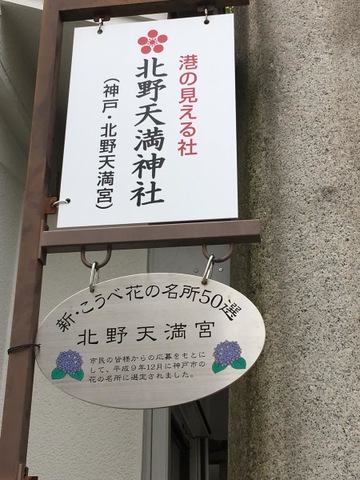 港の見える社
北野天満神社
(神戸・北野天満宮)
新・こうべ花の名所50選
北野天満宮
市民の皆様からの応募をもとに
して、平成9年12月に神戸市の
花の名所に選定されました。